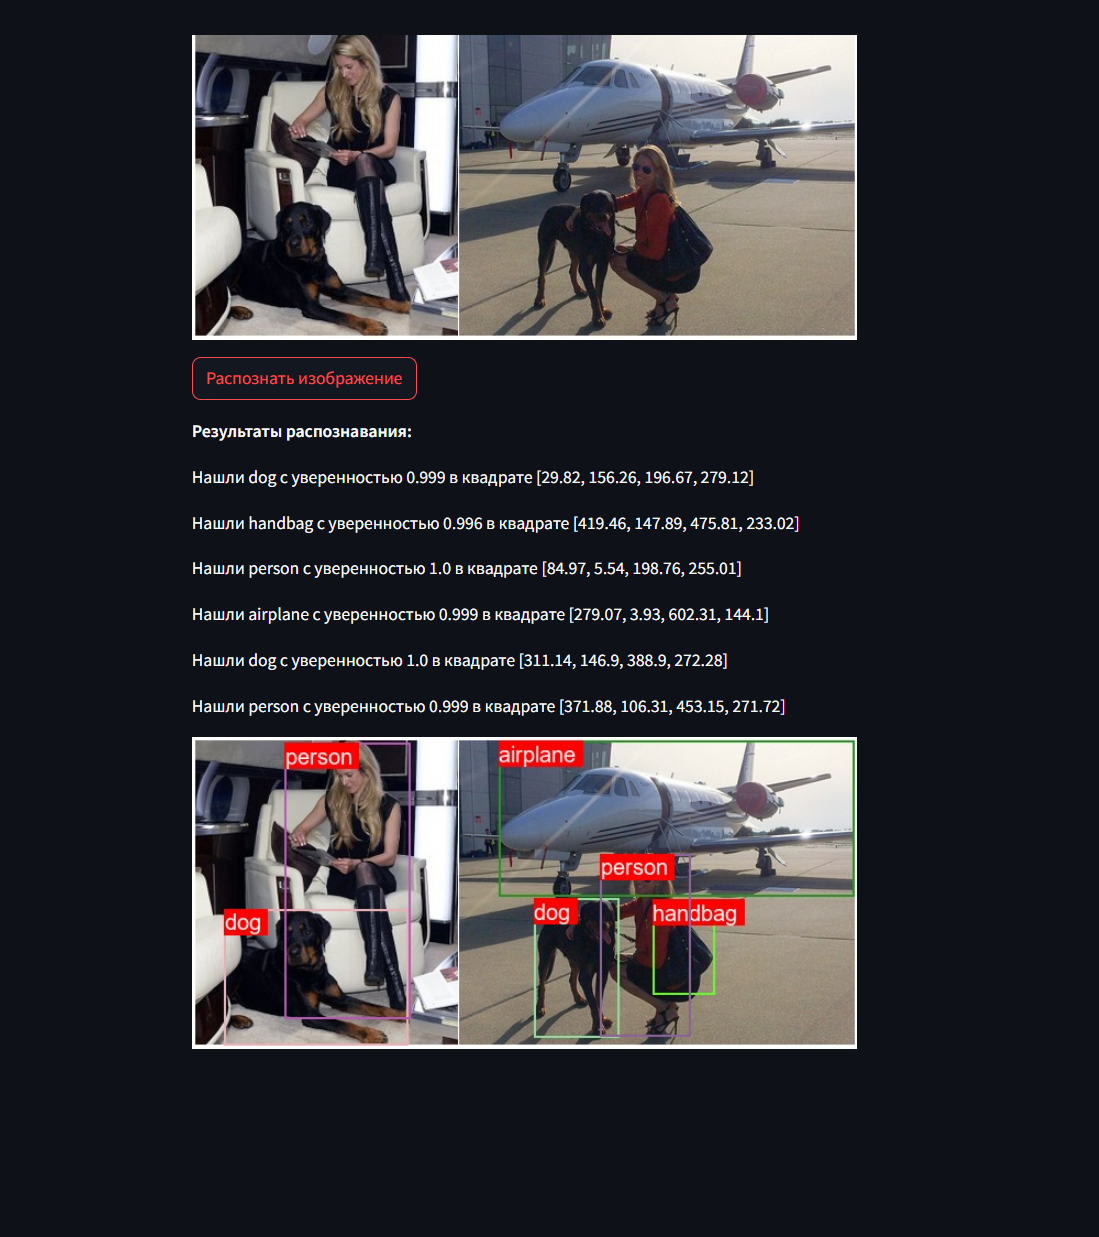 Распознать изображение
Результаты распознавания:
Нашли dog с уверенностью 0.999 в квадрате [29.82, 156.26, 196.67, 279.12]
Нашли handbag с уверенностью 0.996 в квадрате [419.46, 147.89, 475.81, 233.02]
Нашли person с уверенностью 1.0 в квадрате [84.97, 5.54, 198.76, 255.01]
Нашли airplane с уверенностью 0.999 в квадрате [279.07, 3.93, 602.31, 144.1]
Нашли dog с уверенностью 1.0 в квадрате [311.14, 146.9, 388.9, 272.28]
Нашли person с уверенностью 0.999 в квадрате [371.88, 106.31, 453.15, 271.72]
person
airplane
person
dog
dog
handbag